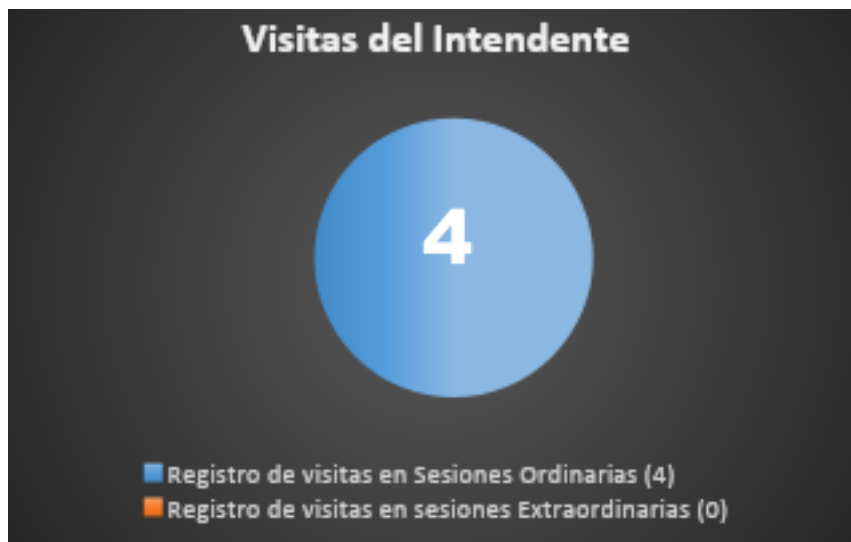 Visitas del Intendente
4
Registro de visitas en Sesiones Ordinarias (4)
Registro de visitas en sesiones Extraordinarias (0)